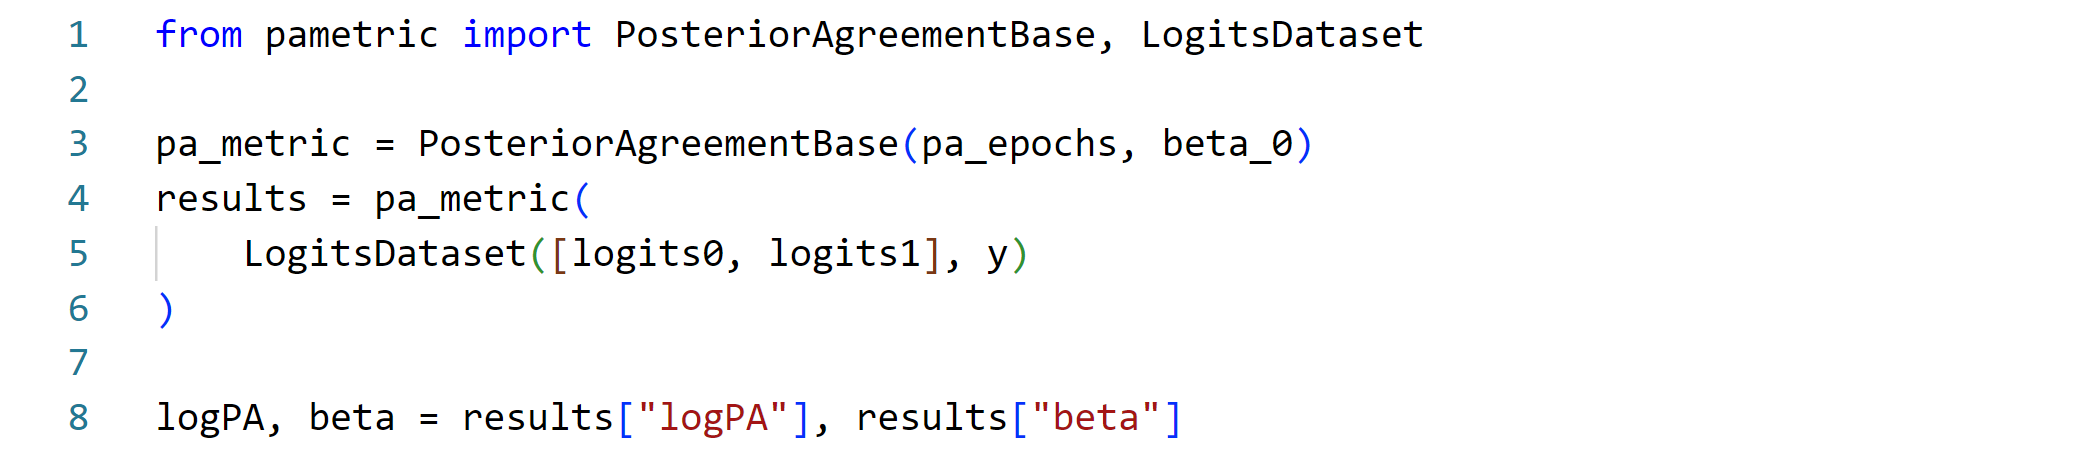 1 from pametric import PosteriorAgreementBase, LogitsDataset
2
3 pa_metric = PosteriorAgreementBase(pa_epochs, beta_0)
4 results = pa_metric(
5     LogitsDataset([logits0, logits1], y)
6 )
7
8 logPA, beta = results["logPA"], results["beta"]